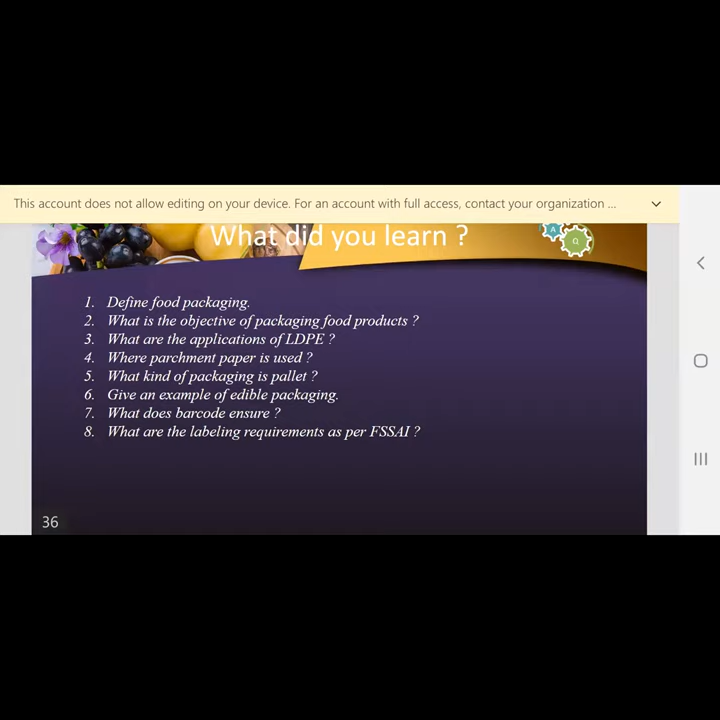 This account does not allow editing on your device. For an account with full access, contact your organization ...
What did you learn ?
A
Q
1. Define food packaging.
2. What is the objective of packaging food products ?
3. What are the applications of LDPE ?
4. Where parchment paper is used ?
5. What kind of packaging is pallet ?
6. Give an example of edible packaging.
7. What does barcode ensure ?
8. What are the labeling requirements as per FSSAI ?
36